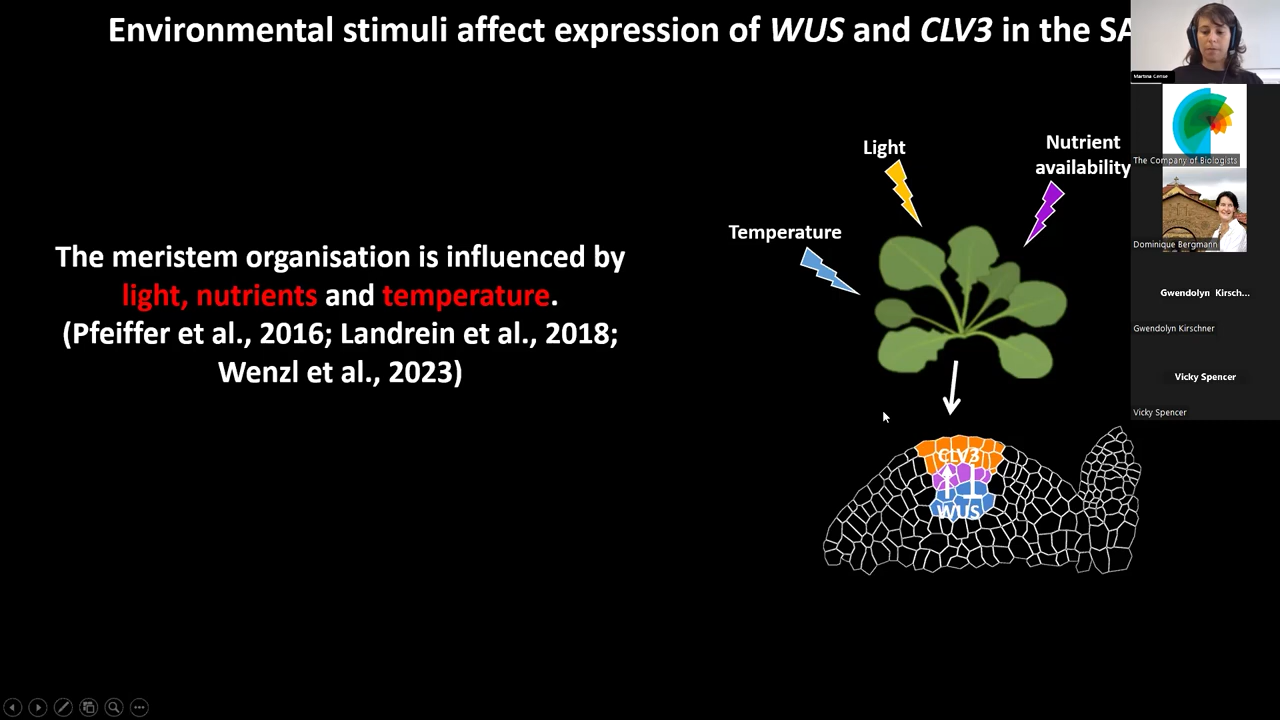 Environmental stimuli affect expression of WUS and CLV3 in the SA
Martina Cerise
The Company of Biologists
Dominique Bergmann
Gwendolyn Kirsch...
Gwendolyn Kirschner
Vicky Spencer
Vicky Spencer
Light
Nutrient
availability
Temperature
The meristem organisation is influenced by
light, nutrients and temperature.
(Pfeiffer et al., 2016; Landrein et al., 2018;
Wenzl et al., 2023)
CLV3
WUS